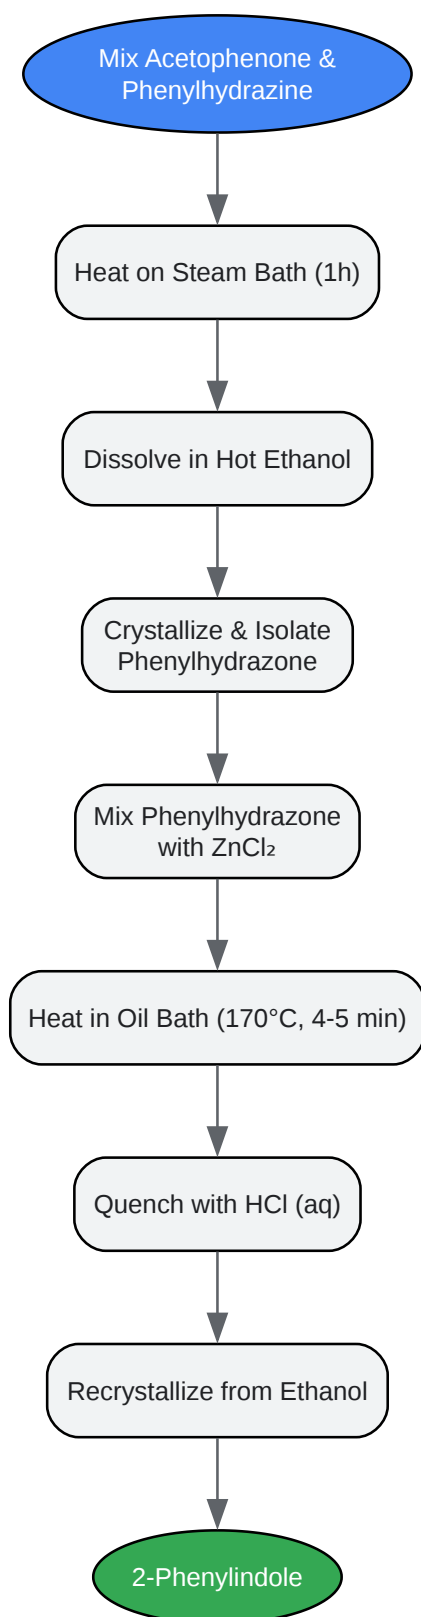 Mix Acetophenone &
Phenylhydrazine
Heat on Steam Bath (1h)
Dissolve in Hot Ethanol
Crystallize & Isolate
Phenylhydrazone
Mix Phenylhydrazone
with ZnCl₂
Heat in Oil Bath (170°C, 4-5 min)
Quench with HCl (aq)
Recrystallize from Ethanol
2-Phenylindole